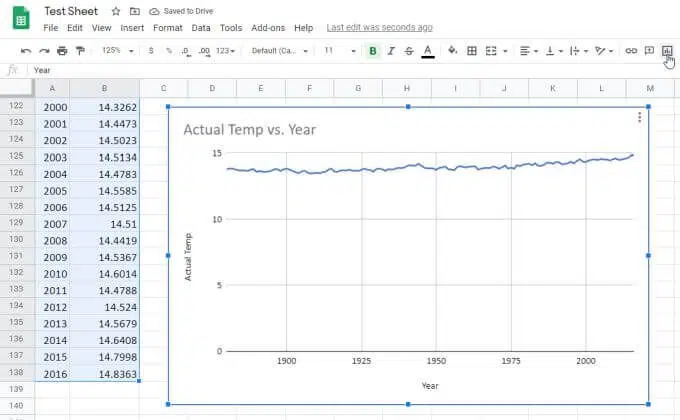 Test Sheet Saved to Drive
File Edit View Insert Format Data Tools Add-ons Help Last edit was seconds ago
125% $ % .0 .00 123 Default (Ca... 11 B I S A
fx Year
A B C D E F G H I J K L M
122 2000 14.3262
123 2001 14.4473
124 2002 14.5023
125 2003 14.5134
126 2004 14.4783
127 2005 14.5585
128 2006 14.5125
129 2007 14.51
130 2008 14.4419
131 2009 14.5367
132 2010 14.6014
133 2011 14.4788
134 2012 14.524
135 2013 14.5679
136 2014 14.6408
137 2015 14.7998
138 2016 14.8363
139
140
Actual Temp vs. Year
15
10
5
0
Actual Temp
1900 1925 1950 1975 2000
Year